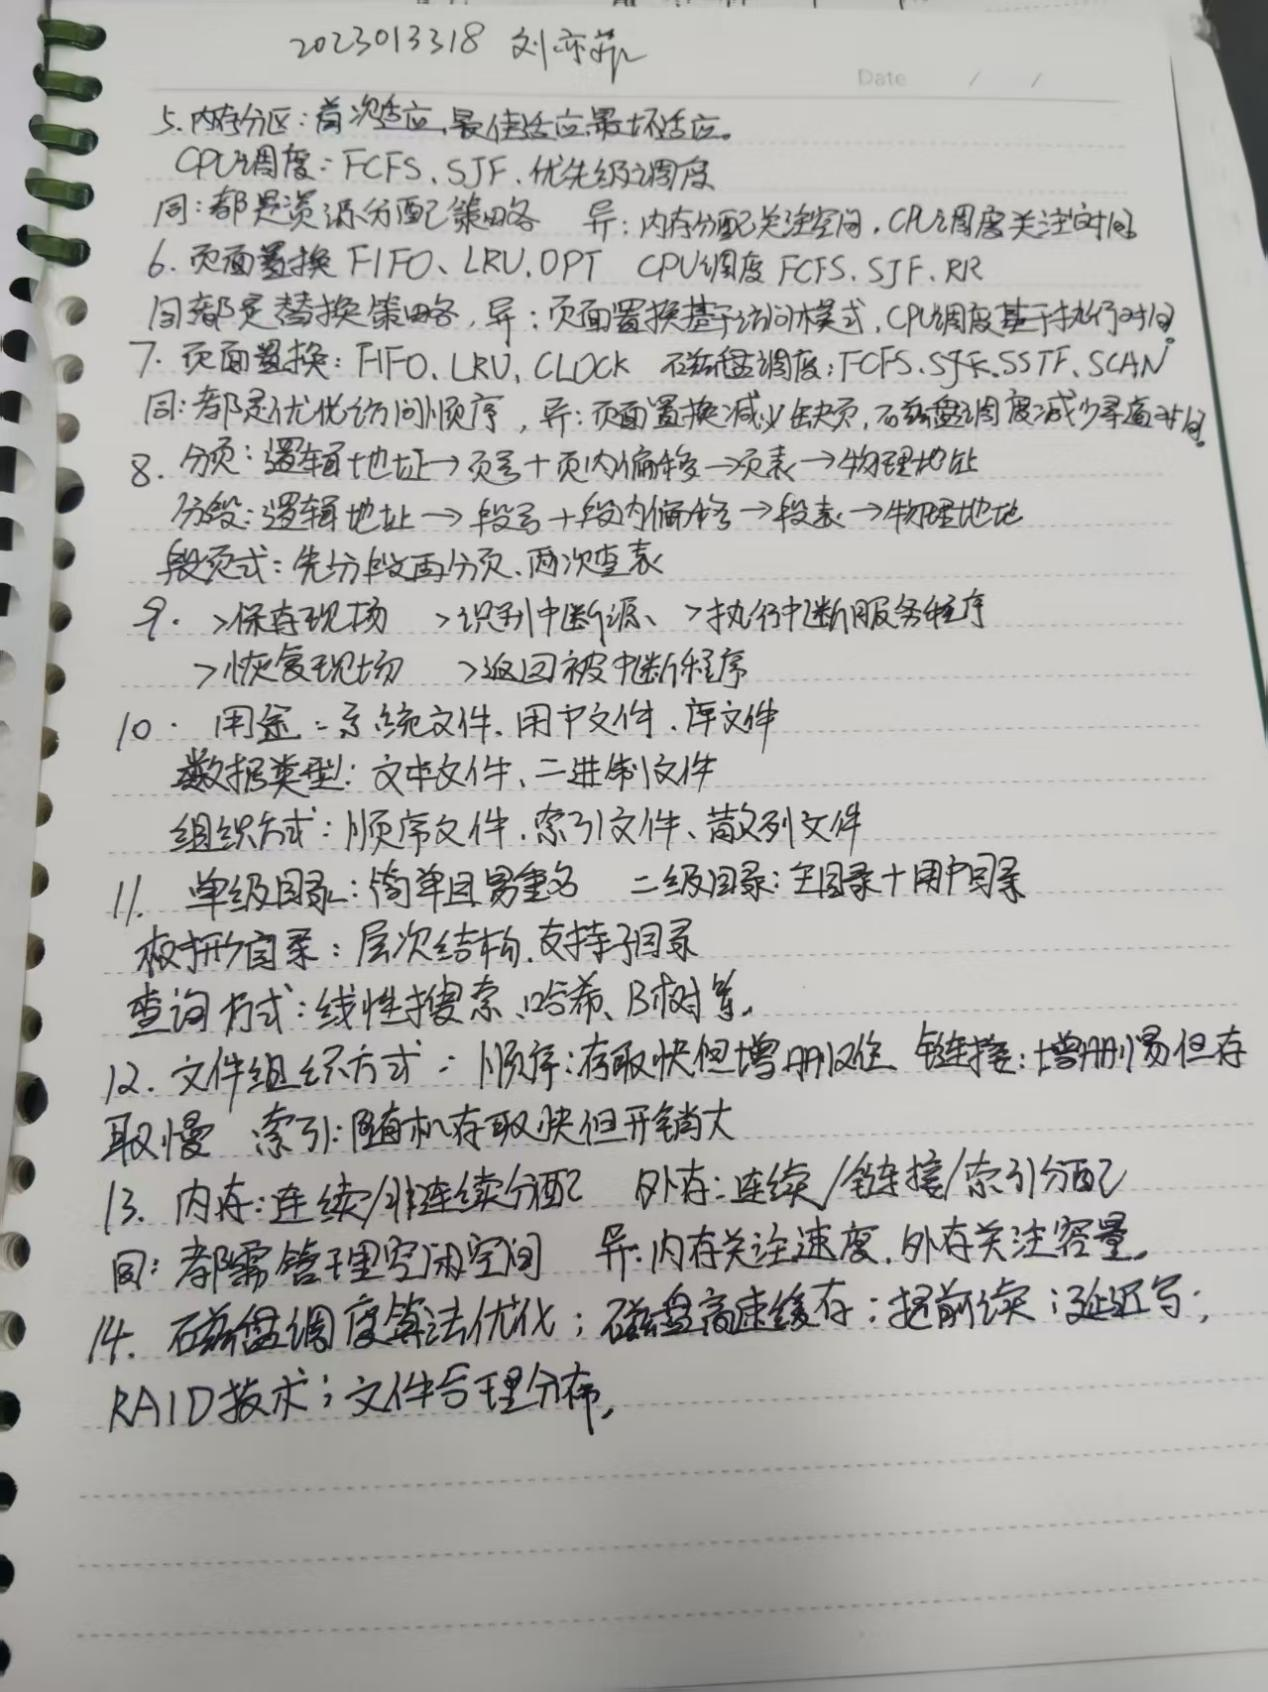 2023013318 刘亦菲
Date / /
5. 内存分区：首次适应、最佳适应、最坏适应。
CPU调度：FCFS、SJF、优先级调度
同：都是资源分配策略 异：内存分配关注空间，CPU调度关注时间
6. 页面置换 FIFO、LRU、OPT CPU调度 FCFS、SJF、RR
同都是替换策略，异：页面置换基于访问模式，CPU调度基于执行时间。
7. 页面置换：FIFO、LRU、CLOCK 磁盘调度：FCFS、SSTF、SCAN
同：都是优化访问顺序，异：页面置换减少缺页，磁盘调度减少寻道时间。
8. 分页：逻辑地址→页号+页内偏移→页表→物理地址
分段：逻辑地址→段号+段内偏移→段表→物理地址
段页式：先分段再分页、两次查表
9. >保存现场 >识别中断源、 >执行中断服务程序
>恢复现场 >返回被中断程序
10. 用途：系统文件、用户文件、库文件
数据类型：文本文件、二进制文件
组织方式：顺序文件、索引文件、散列文件
11. 单级目录：简单且易重名 二级目录：主目录+用户目录
树形目录：层次结构，支持子目录
查询方式：线性搜索、哈希、B树等。
12. 文件组织方式：顺序：存取快但增删仅 链接：增删易但存
取慢 索引：随机存取快但开销大
13. 内存：连续/非连续分配 外存：连续/链接/索引分配
同：都需管理空闲空间 异：内存关注速度，外存关注容量。
14. 磁盘调度算法优化；磁盘高速缓存；提前读；延迟写；
RAID技术；文件合理分布。